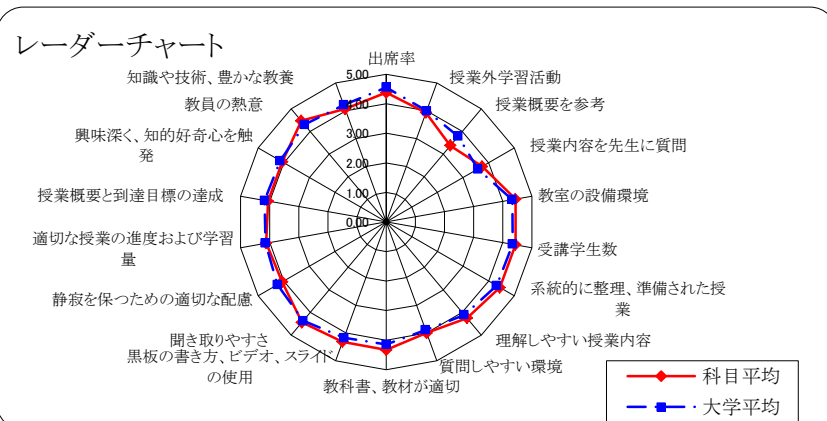 レーダーチャート
出席率
授業外学習活動
授業概要を参考
授業内容を先生に質問
教室の設備環境
受講学生数
系統的に整理、準備された授
業
理解しやすい授業内容
質問しやすい環境
教科書、教材が適切
黒板の書き方、ビデオ、スライド
の使用
聞き取りやすさ
静寂を保つための適切な配慮
適切な授業の進度および学習
量
授業概要と到達目標の達成
興味深く、知的好奇心を触
発
教員の熱意
知識や技術、豊かな教養
5.00
4.00
3.00
2.00
1.00
0.00
科目平均
大学平均